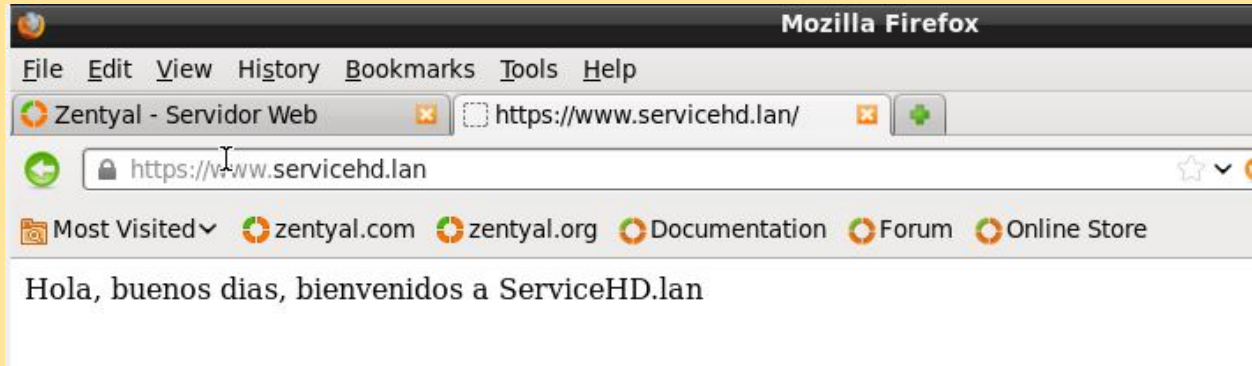 Mozilla Firefox
File Edit View History Bookmarks Tools Help
Zentyal - Servidor Web https://www.servicehd.lan/
https://www.servicehd.lan
Most Visited zentyal.com zentyal.org Documentation Forum Online Store
Hola, buenos dias, bienvenidos a ServiceHD.lan